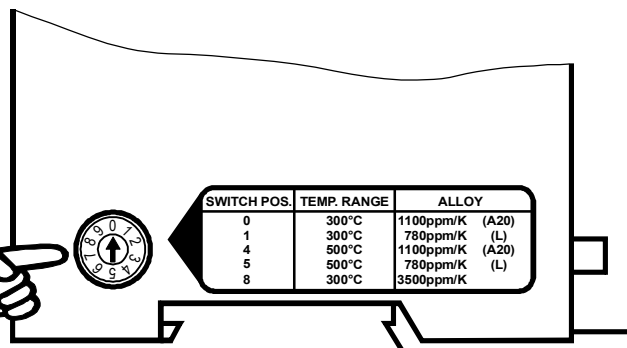 SWITCH POS. TEMP. RANGE ALLOY
0 300°C 1100ppm/K (A20)
1 300°C 780ppm/K (L)
4 500°C 1100ppm/K (A20)
5 500°C 780ppm/K (L)
8 300°C 3500ppm/K
0 1 2 3 4 5 6 7 8 9